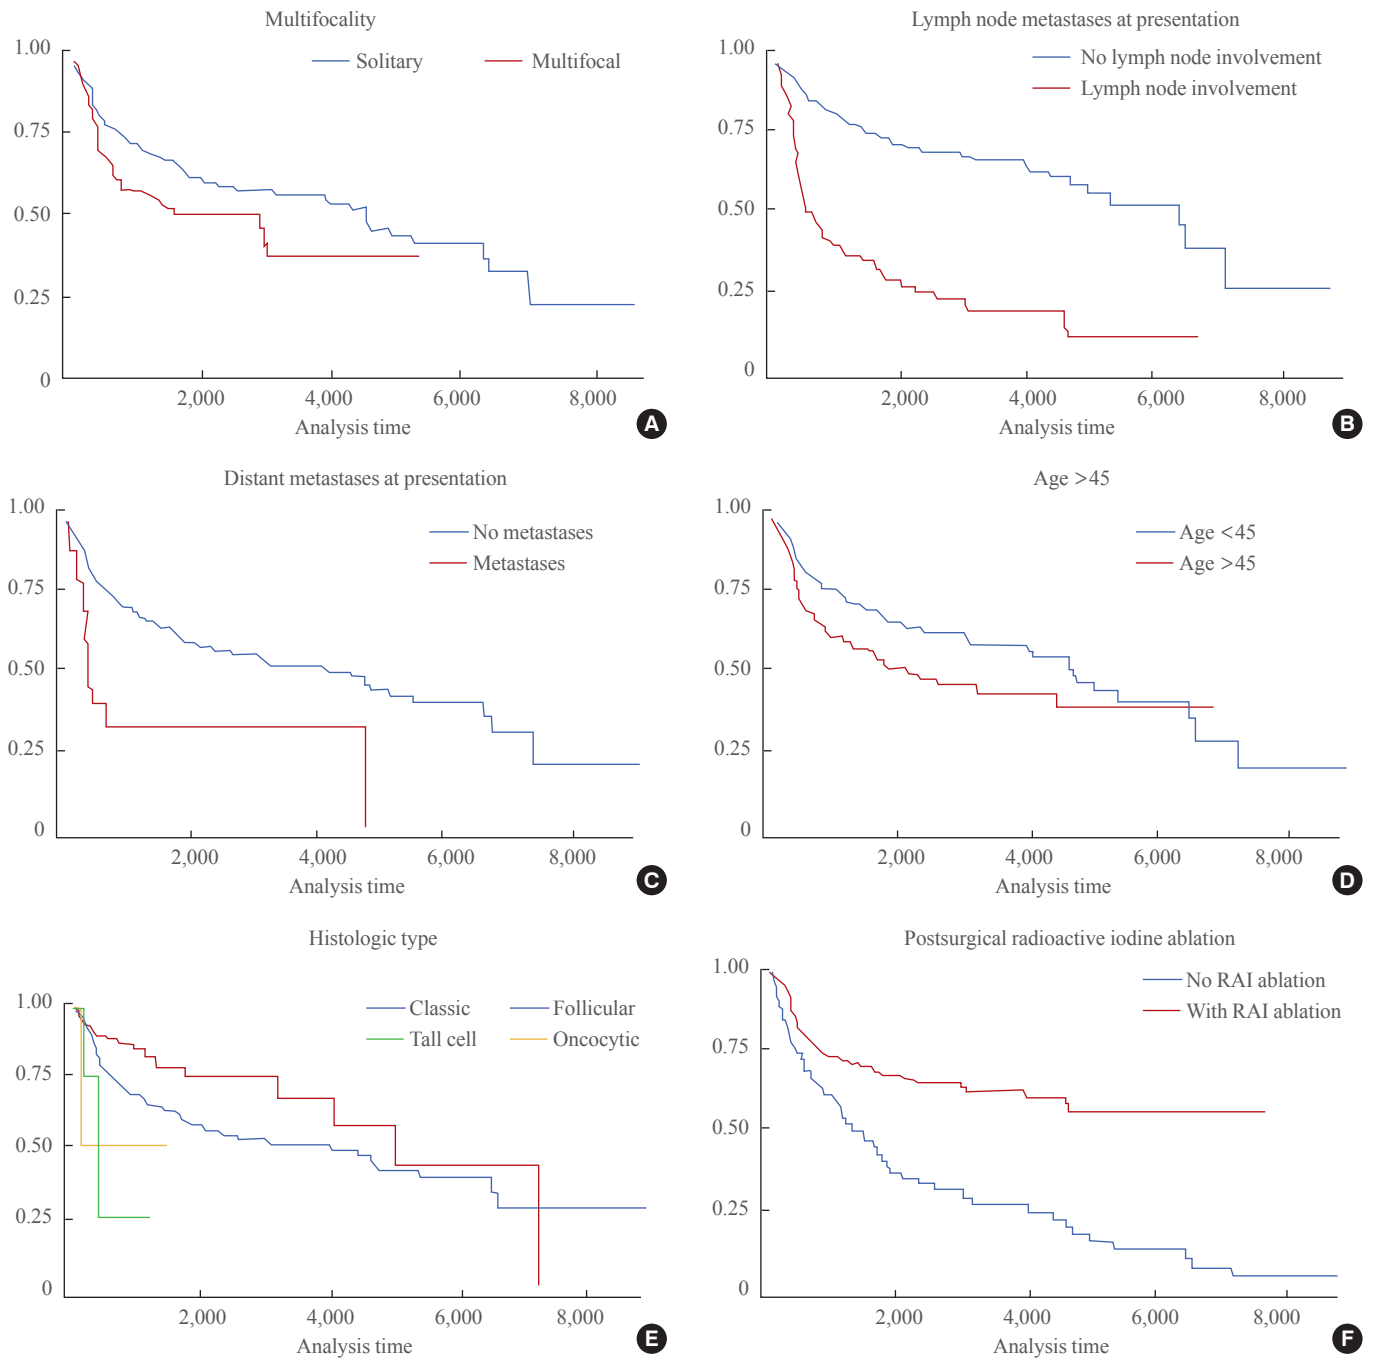 Multifocality
1.00
Solitary
Multifocal
0.75
0.50
0.25
0
2,000
4,000
6,000
8,000
Analysis time
A
Lymph node metastases at presentation
1.00
No lymph node involvement
Lymph node involvement
0.75
0.50
0.25
0
2,000
4,000
6,000
8,000
Analysis time
B
Distant metastases at presentation
1.00
No metastases
Metastases
0.75
0.50
0.25
0
2,000
4,000
6,000
8,000
Analysis time
C
Age >45
1.00
Age <45
Age >45
0.75
0.50
0.25
0
2,000
4,000
6,000
8,000
Analysis time
D
Histologic type
1.00
Classic
Follicular
Tall cell
Oncocytic
0.75
0.50
0.25
0
2,000
4,000
6,000
8,000
Analysis time
E
Postsurgical radioactive iodine ablation
1.00
No RAI ablation
With RAI ablation
0.75
0.50
0.25
0
2,000
4,000
6,000
8,000
Analysis time
F